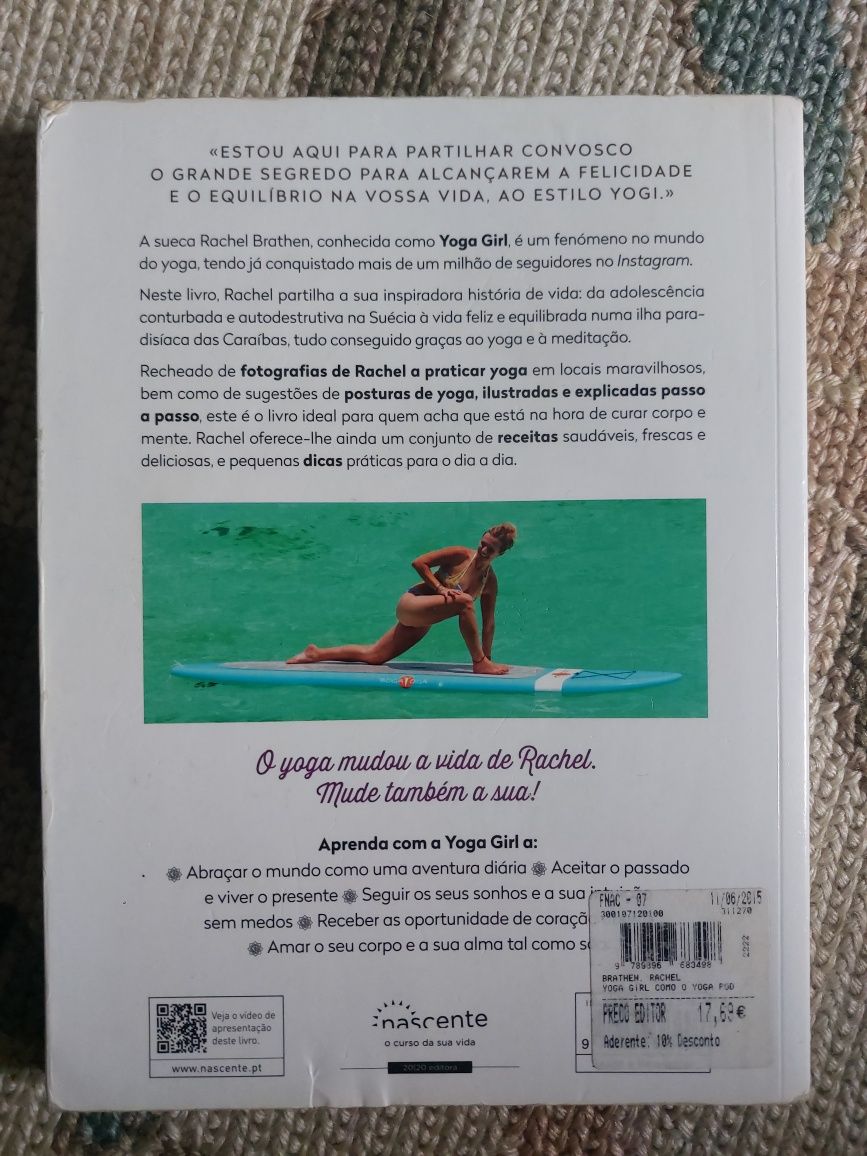 «ESTOU AQUI PARA PARTILHAR CONVOSCO
O GRANDE SEGREDO PARA ALCANÇAREM A FELICIDADE
E O EQUILÍBRIO NA VOSSA VIDA, AO ESTILO YOGI.»
A sueca Rachel Brathen, conhecida como Yoga Girl, é um fenómeno no mundo
do yoga, tendo já conquistado mais de um milhão de seguidores no Instagram.
Neste livro, Rachel partilha a sua inspiradora história de vida: da adolescência
conturbada e autodestrutiva na Suécia à vida feliz e equilibrada numa ilha para-
disíaca das Caraíbas, tudo conseguido graças ao yoga e à meditação.
Recheado de fotografias de Rachel a praticar yoga em locais maravilhosos,
bem como de sugestões de posturas de yoga, ilustradas e explicadas passo
a passo, este é o livro ideal para quem acha que está na hora de curar corpo e
mente. Rachel oferece-lhe ainda um conjunto de receitas saudáveis, frescas e
deliciosas, e pequenas dicas práticas para o dia a dia.
O yoga mudou a vida de Rachel.
Mude também a sua!
Aprenda com a Yoga Girl a:
Abraçar o mundo como uma aventura diária Aceitar o passado
e viver o presente Seguir os seus sonhos e a sua
sem medos Receber as oportunidade de
Amar o seu corpo e a sua alma tal como
FNAC - 07 11/06/2015
300197120100 311270
2222
9 789896 683498
BRATHEN, RACHEL
YOGA GIRL COMO O YOGA POD
PRECO EDITOR 17,69€
Aderente: 10% Desconto
Veja o vídeo de
apresentação
deste livro.
www.nascente.pt
nascente
o curso da sua vida
20|20 editora
9